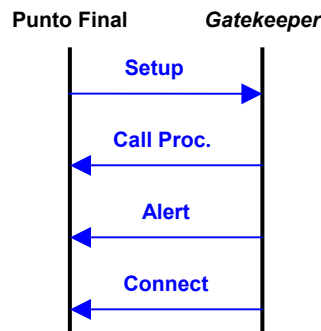 Punto Final
Gatekeeper
Setup
Call Proc.
Alert
Connect